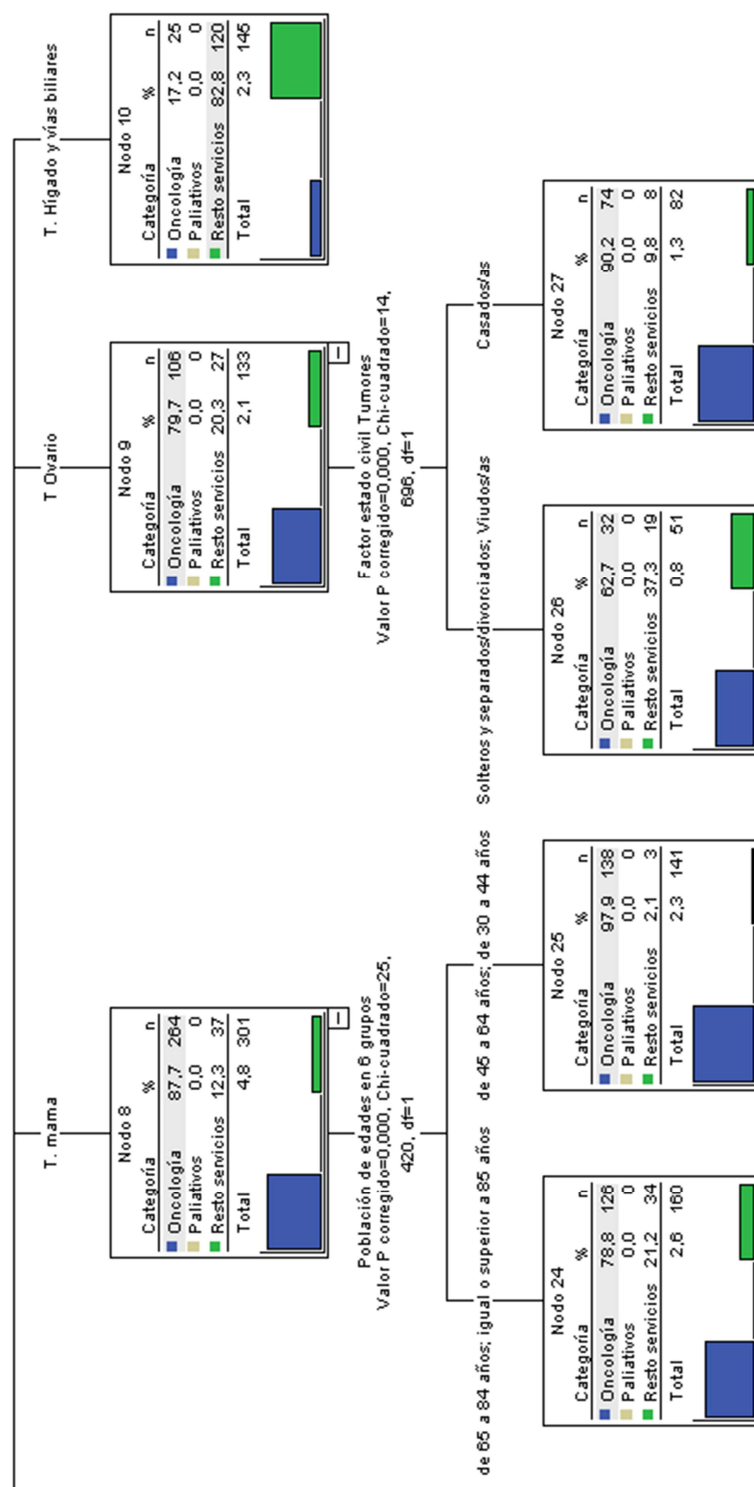 T. mama
Nodo 8
Categoría % n
Oncología 87,7 264
Paliativos 0,0 0
Resto servicios 12,3 37
Total 4,8 301
Población de edades en 6 grupos
Valor P corregido=0,000, Chi-cuadrado=25,
420, df=1
de 65 a 84 años; igual o superior a 85 años
Nodo 24
Categoría % n
Oncología 78,8 126
Paliativos 0,0 0
Resto servicios 21,2 34
Total 2,6 160
de 45 a 64 años; de 30 a 44 años
Nodo 25
Categoría % n
Oncología 97,9 138
Paliativos 0,0 0
Resto servicios 2,1 3
Total 2,3 141
T Ovario
Nodo 9
Categoría % n
Oncología 79,7 106
Paliativos 0,0 0
Resto servicios 20,3 27
Total 2,1 133
Factor estado civil Tumores
Valor P corregido=0,000, Chi-cuadrado=14,
696, df=1
Solteros y separados/divorciados; Viudos/as
Nodo 26
Categoría % n
Oncología 62,7 32
Paliativos 0,0 0
Resto servicios 37,3 19
Total 0,8 51
Casados/as
Nodo 27
Categoría % n
Oncología 90,2 74
Paliativos 0,0 0
Resto servicios 9,8 8
Total 1,3 82
T. Hígado y vías biliares
Nodo 10
Categoría % n
Oncología 17,2 25
Paliativos 0,0 0
Resto servicios 82,8 120
Total 2,3 145